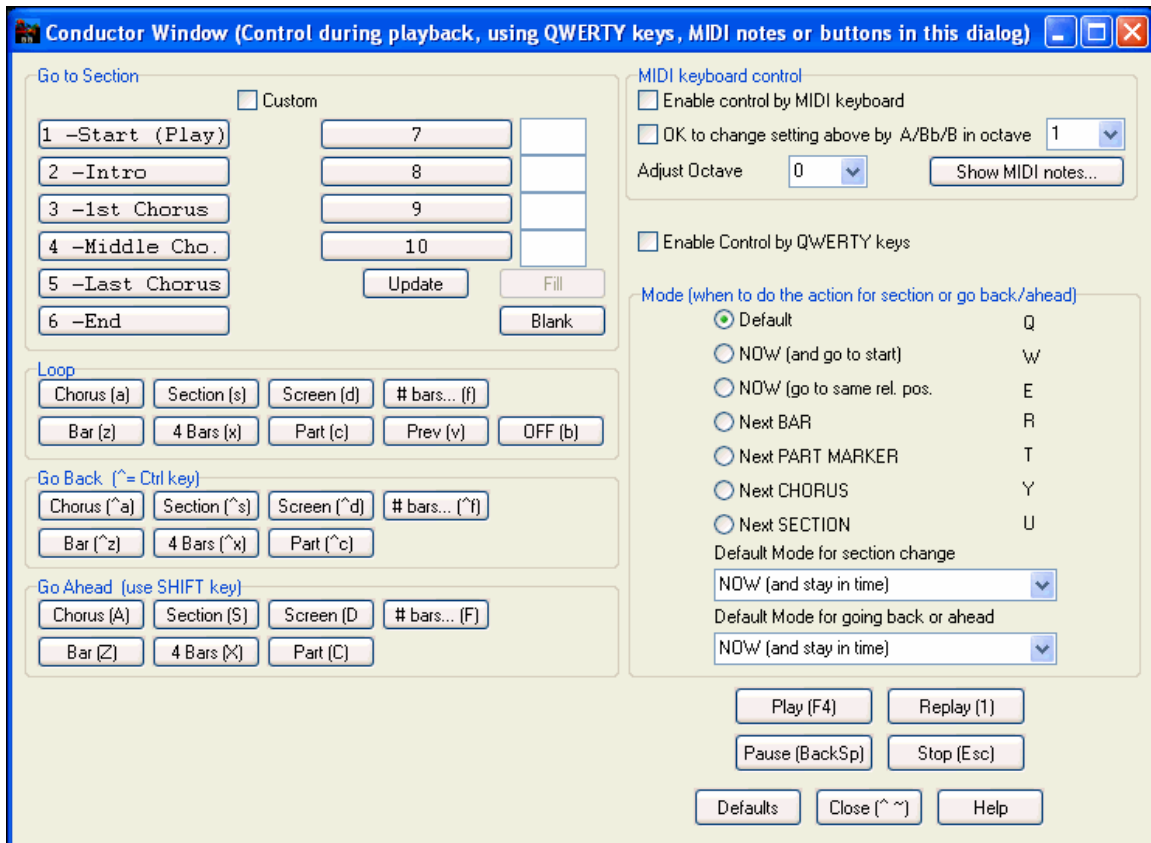 Conductor Window (Control during playback, using QWERTY keys, MIDI notes or buttons in this dialog)
Go to Section
Custom
1 -Start (Play) 7
2 -Intro 8
3 -1st Chorus 9
4 -Middle Cho. 10
5 -Last Chorus Update Fill
6 -End Blank
Loop
Chorus (a) Section (s) Screen (d) # bars... (f)
Bar (z) 4 Bars (x) Part (c) Prev (v) OFF (b)
Go Back (^= Ctrl key)
Chorus (^a) Section (^s) Screen (^d) # bars... (^f)
Bar (^z) 4 Bars (^x) Part (^c)
Go Ahead (use SHIFT key)
Chorus (A) Section (S) Screen (D # bars... (F)
Bar (Z) 4 Bars (X) Part (C)
MIDI keyboard control
Enable control by MIDI keyboard
OK to change setting above by A/Bb/B in octave 1
Adjust Octave 0 Show MIDI notes...
Enable Control by QWERTY keys
Mode (when to do the action for section or go back/ahead)
Default Q
NOW (and go to start) W
NOW (go to same rel. pos. E
Next BAR R
Next PART MARKER T
Next CHORUS Y
Next SECTION U
Default Mode for section change
NOW (and stay in time)
Default Mode for going back or ahead
NOW (and stay in time)
Play (F4) Replay (1)
Pause (BackSp) Stop (Esc)
Defaults Close (^ ~) Help